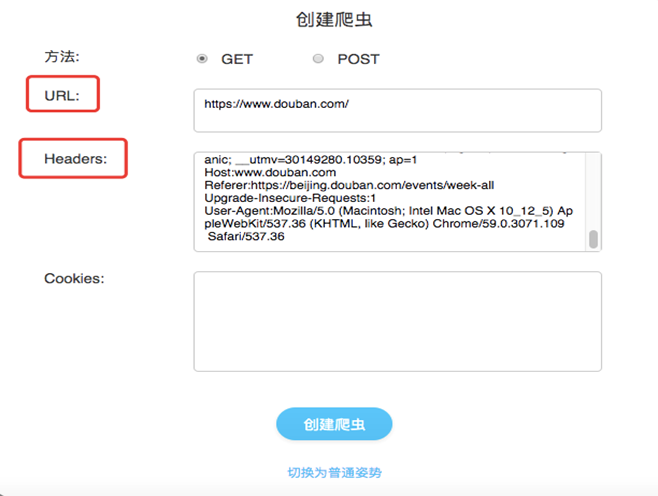 创建爬虫
方法: GET POST
URL: https://www.douban.com/
Headers:
anic; __utmv=30149280.10359; ap=1
Host:www.douban.com
Referer:https://beijing.douban.com/events/week-all
Upgrade-Insecure-Requests:1
User-Agent:Mozilla/5.0 (Macintosh; Intel Mac OS X 10_12_5) Ap
pleWebKit/537.36 (KHTML, like Gecko) Chrome/59.0.3071.109
Safari/537.36
Cookies:
创建爬虫
切换为普通姿势